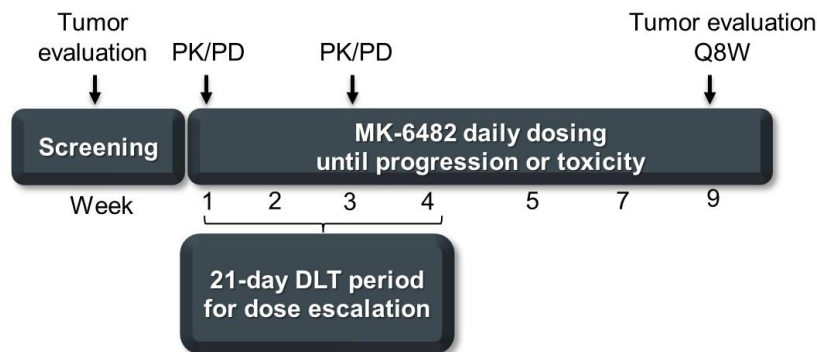 Tumor
evaluation
PK/PD
PK/PD
Tumor evaluation
Q8W
Screening
MK-6482 daily dosing
until progression or toxicity
Week
1
2
3
4
5
7
9
21-day DLT period
for dose escalation